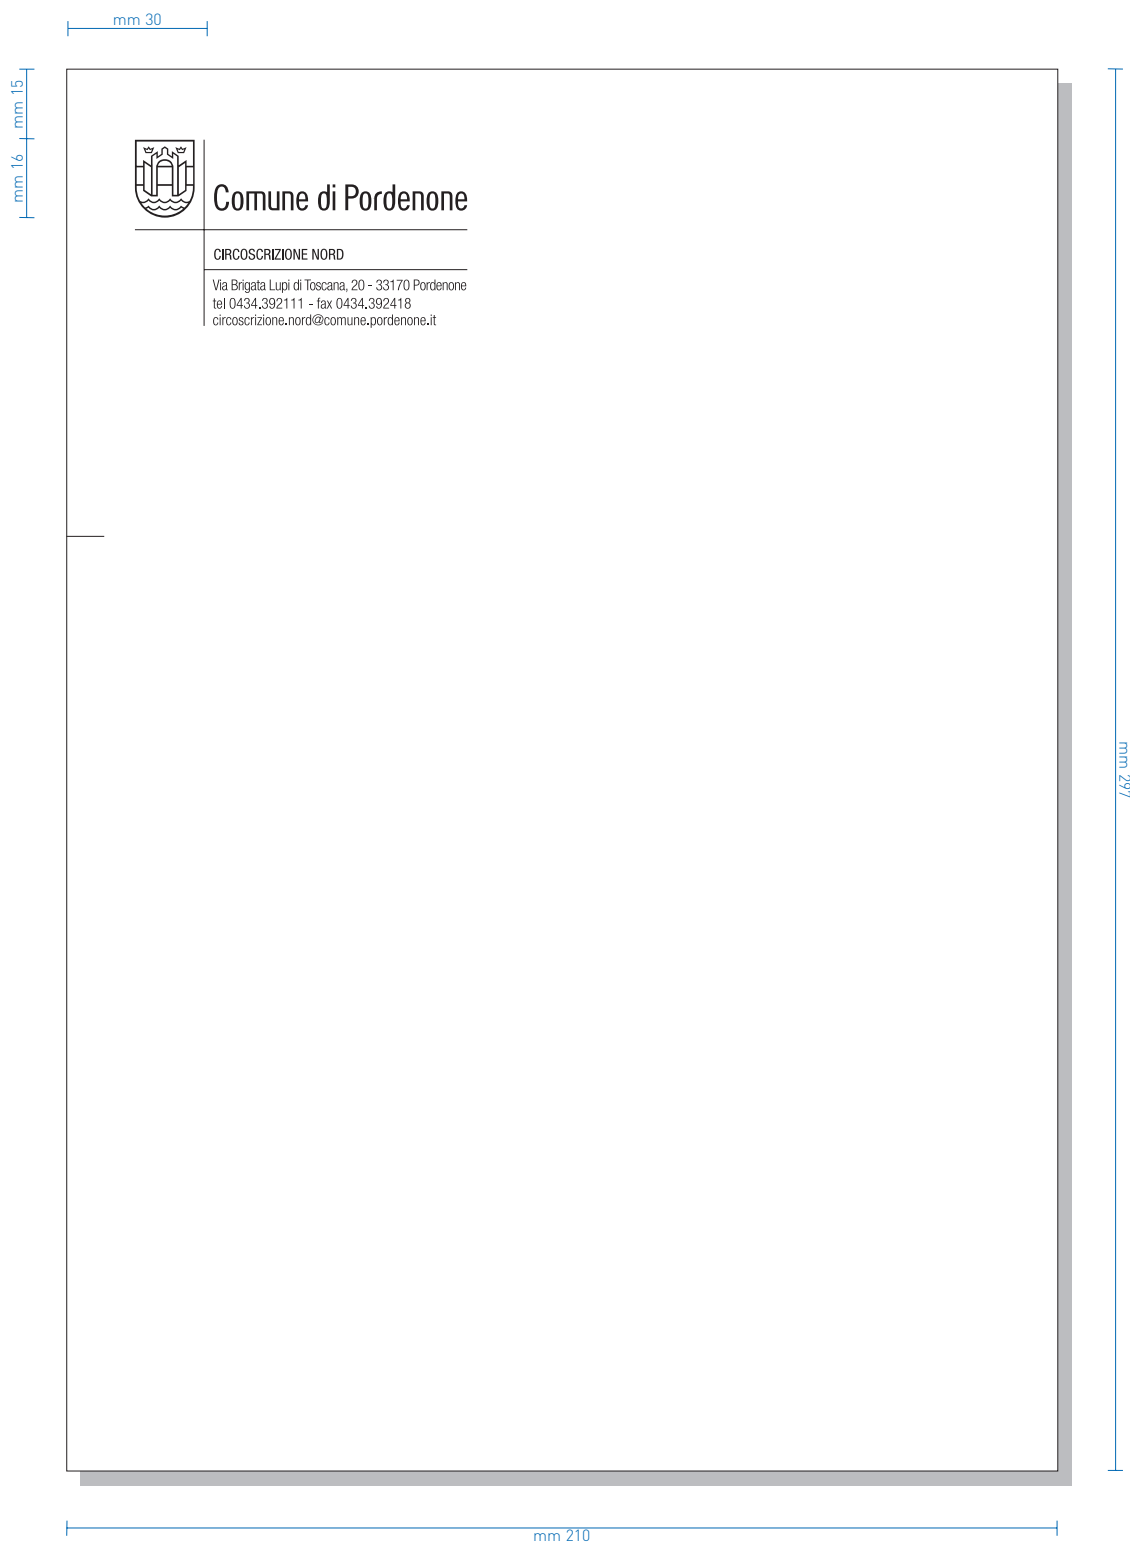 mm 30
mm 15
mm 16
Comune di Pordenone
CIRCOSCRIZIONE NORD
Via Brigata Lupi di Toscana, 20 - 33170 Pordenone
tel 0434.392111 - fax 0434.392418
circoscrizione.nord@comune.pordenone.it
mm 297
mm 210